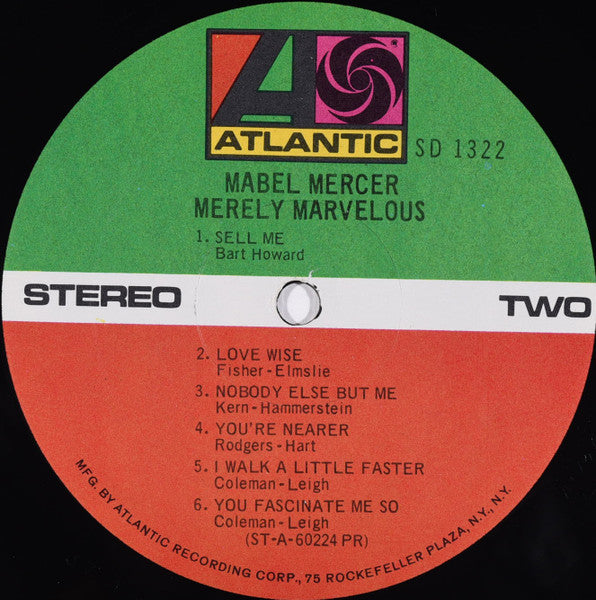 ATLANTIC
SD 1322
MABEL MERCER
MERELY MARVELOUS
1. SELL ME
Bart Howard
STEREO
TWO
2. LOVE WISE
Fisher-Elmslie
3. NOBODY ELSE BUT ME
Kern-Hammerstein
4. YOU'RE NEARER
Rodgers-Hart
5. I WALK A LITTLE FASTER
Coleman-Leigh
6. YOU FASCINATE ME SO
Coleman-Leigh
(ST-A-60224 PR)
MFG. BY ATLANTIC RECORDING CORP., 75 ROCKEFELLER PLAZA, N.Y., N.Y.